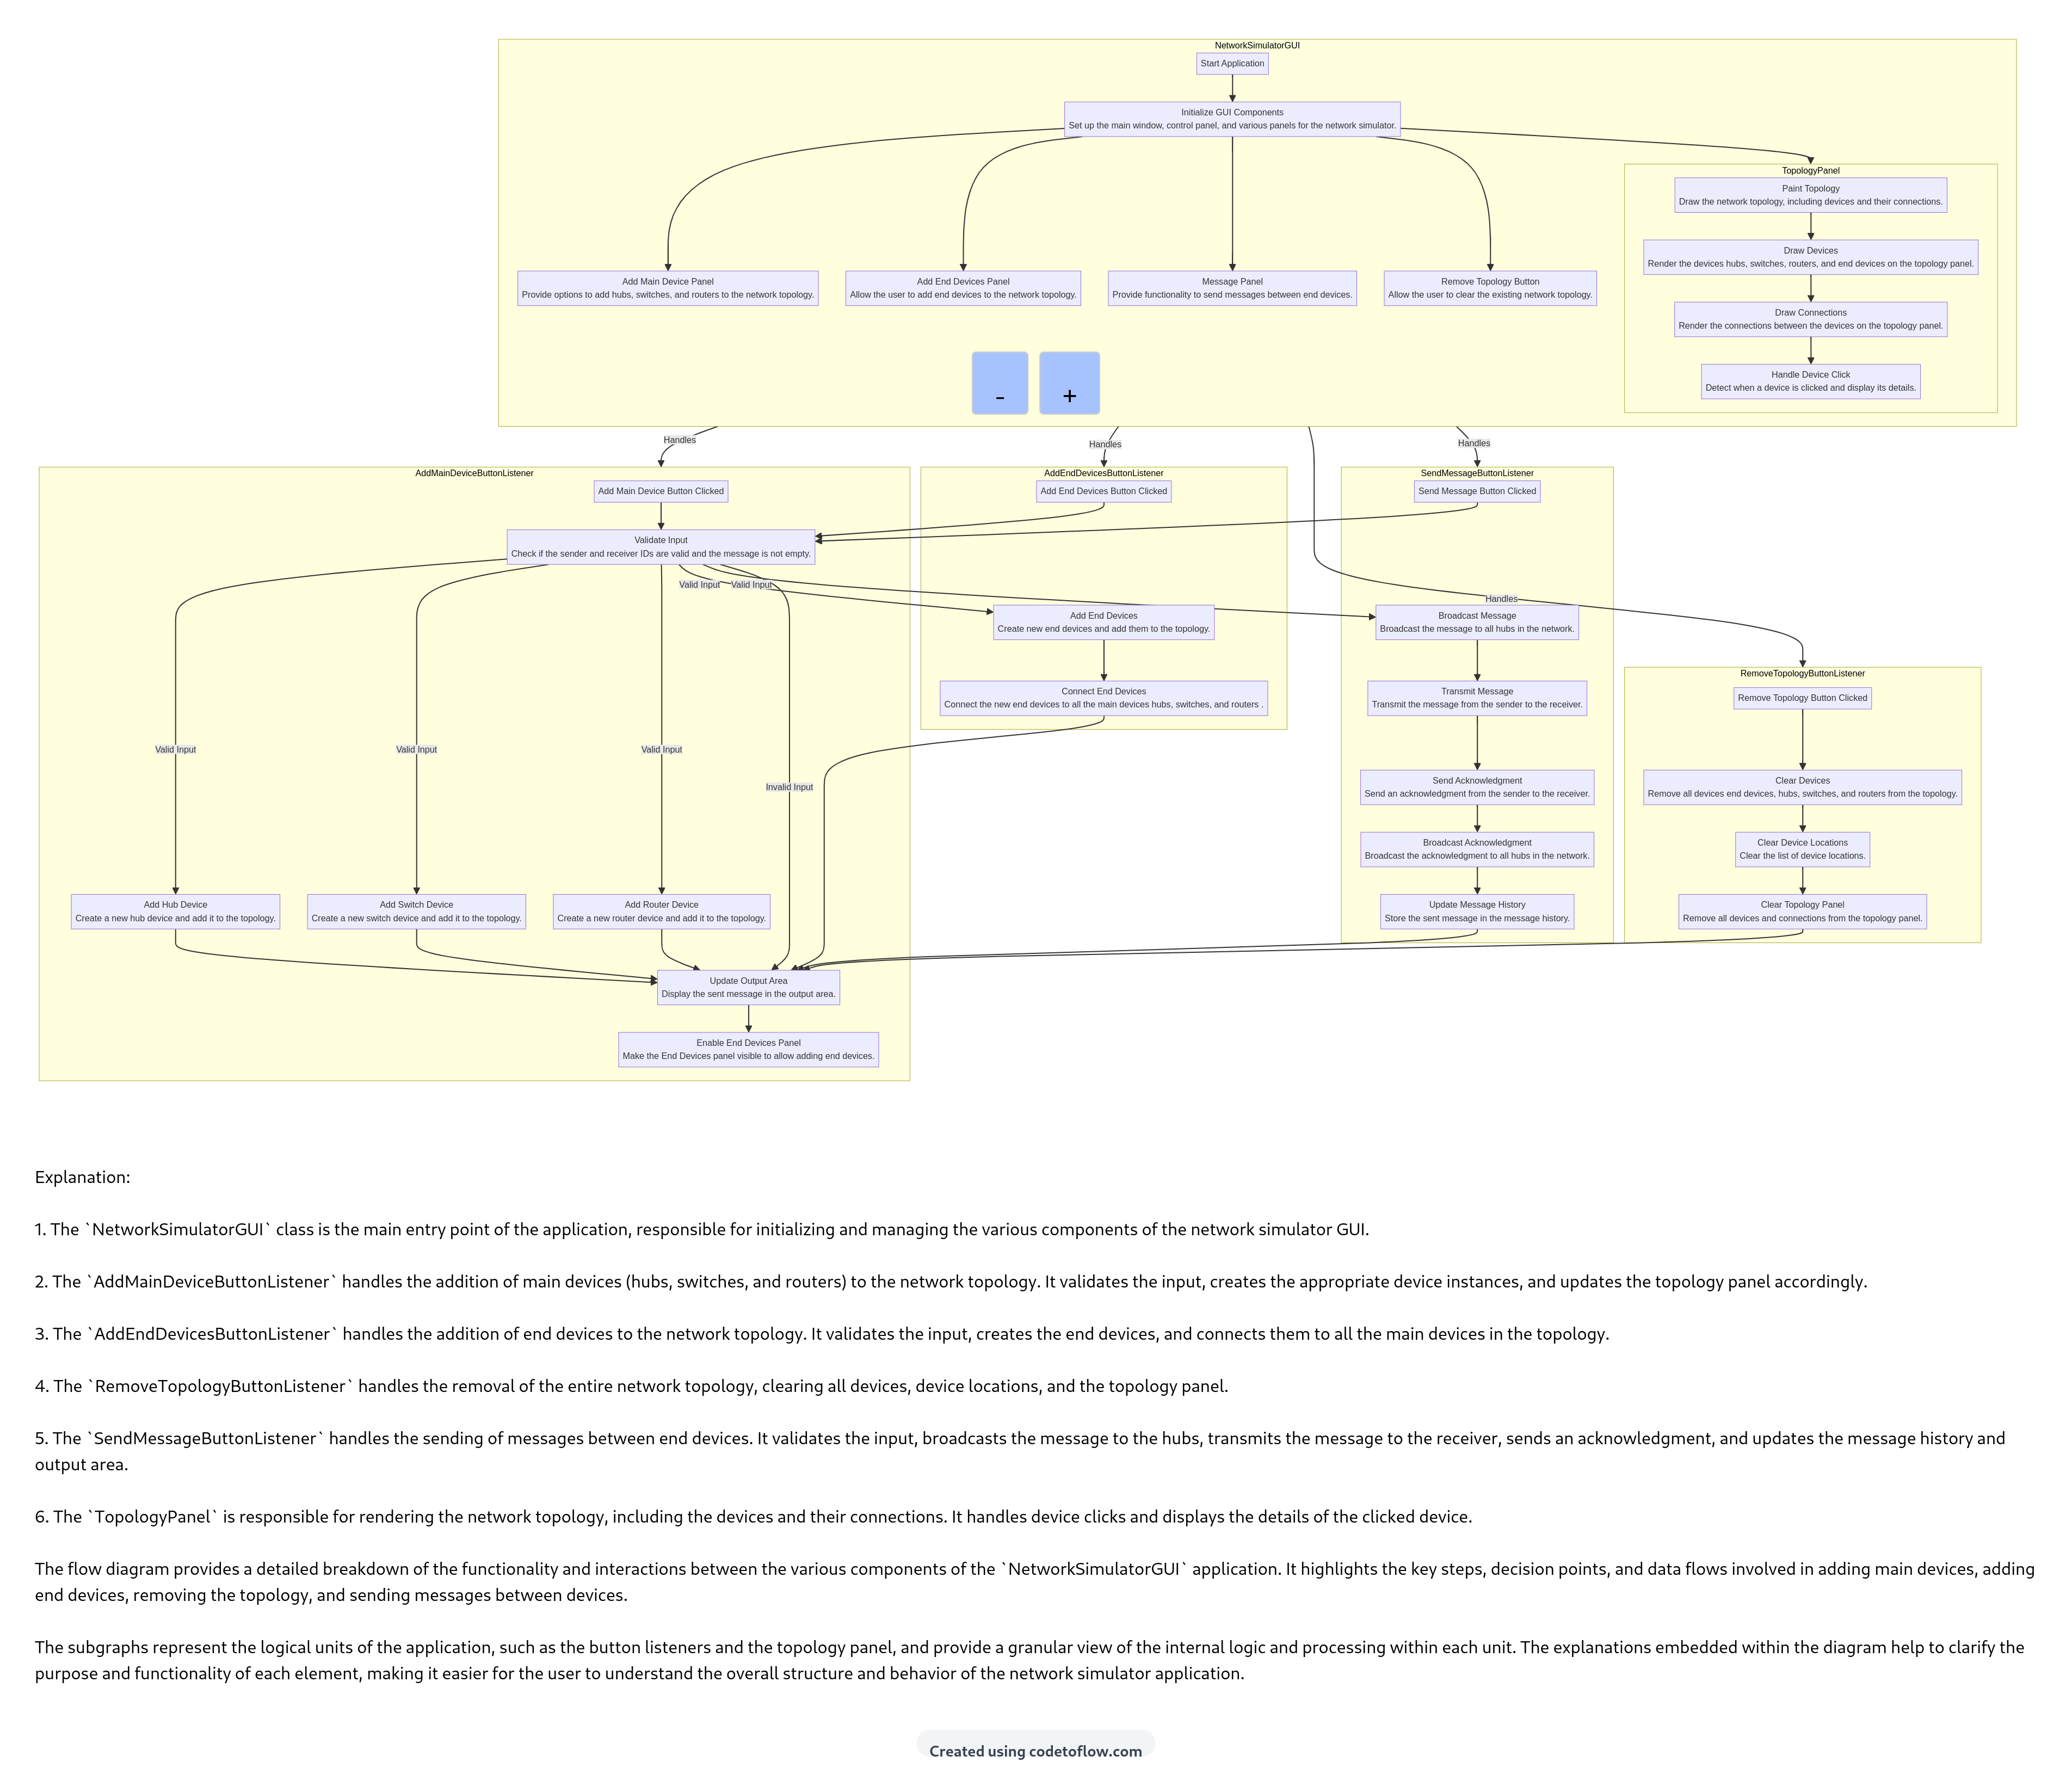 NetworkSimulatorGUI
Start Application
Initialize GUI Components
Set up the main window, control panel, and various panels for the network simulator.
TopologyPanel
Paint Topology
Draw the network topology, including devices and their connections.
Draw Devices
Render the devices hubs, switches, routers, and end devices on the topology panel.
Add Main Device Panel
Provide options to add hubs, switches, and routers to the network topology.
Add End Devices Panel
Allow the user to add end devices to the network topology.
Message Panel
Provide functionality to send messages between end devices.
Remove Topology Button
Allow the user to clear the existing network topology.
Draw Connections
Render the connections between the devices on the topology panel.
Handle Device Click
Detect when a device is clicked and display its details.
-
+
Handles
Handles
Handles
AddMainDeviceButtonListener
Add Main Device Button Clicked
Validate Input
Check if the sender and receiver IDs are valid and the message is not empty.
Valid Input
Valid Input
Valid Input
Valid Input
Valid Input
Invalid Input
Add Hub Device
Create a new hub device and add it to the topology.
Add Switch Device
Create a new switch device and add it to the topology.
Add Router Device
Create a new router device and add it to the topology.
Update Output Area
Display the sent message in the output area.
Enable End Devices Panel
Make the End Devices panel visible to allow adding end devices.
AddEndDevicesButtonListener
Add End Devices Button Clicked
Add End Devices
Create new end devices and add them to the topology.
Connect End Devices
Connect the new end devices to all the main devices hubs, switches, and routers .
SendMessageButtonListener
Send Message Button Clicked
Handles
Broadcast Message
Broadcast the message to all hubs in the network.
Transmit Message
Transmit the message from the sender to the receiver.
Send Acknowledgment
Send an acknowledgment from the sender to the receiver.
Broadcast Acknowledgment
Broadcast the acknowledgment to all hubs in the network.
Update Message History
Store the sent message in the message history.
RemoveTopologyButtonListener
Remove Topology Button Clicked
Clear Devices
Remove all devices end devices, hubs, switches, and routers from the topology.
Clear Device Locations
Clear the list of device locations.
Clear Topology Panel
Remove all devices and connections from the topology panel.
Explanation:
1. The `NetworkSimulatorGUI` class is the main entry point of the application, responsible for initializing and managing the various components of the network simulator GUI.
2. The `AddMainDeviceButtonListener` handles the addition of main devices (hubs, switches, and routers) to the network topology. It validates the input, creates the appropriate device instances, and updates the topology panel accordingly.
3. The `AddEndDevicesButtonListener` handles the addition of end devices to the network topology. It validates the input, creates the end devices, and connects them to all the main devices in the topology.
4. The `RemoveTopologyButtonListener` handles the removal of the entire network topology, clearing all devices, device locations, and the topology panel.
5. The `SendMessageButtonListener` handles the sending of messages between end devices. It validates the input, broadcasts the message to the hubs, transmits the message to the receiver, sends an acknowledgment, and updates the message history and
output area.
6. The `TopologyPanel` is responsible for rendering the network topology, including the devices and their connections. It handles device clicks and displays the details of the clicked device.
The flow diagram provides a detailed breakdown of the functionality and interactions between the various components of the `NetworkSimulatorGUI` application. It highlights the key steps, decision points, and data flows involved in adding main devices, adding
end devices, removing the topology, and sending messages between devices.
The subgraphs represent the logical units of the application, such as the button listeners and the topology panel, and provide a granular view of the internal logic and processing within each unit. The explanations embedded within the diagram help to clarify the
purpose and functionality of each element, making it easier for the user to understand the overall structure and behavior of the network simulator application.
Created using codetoflow.com